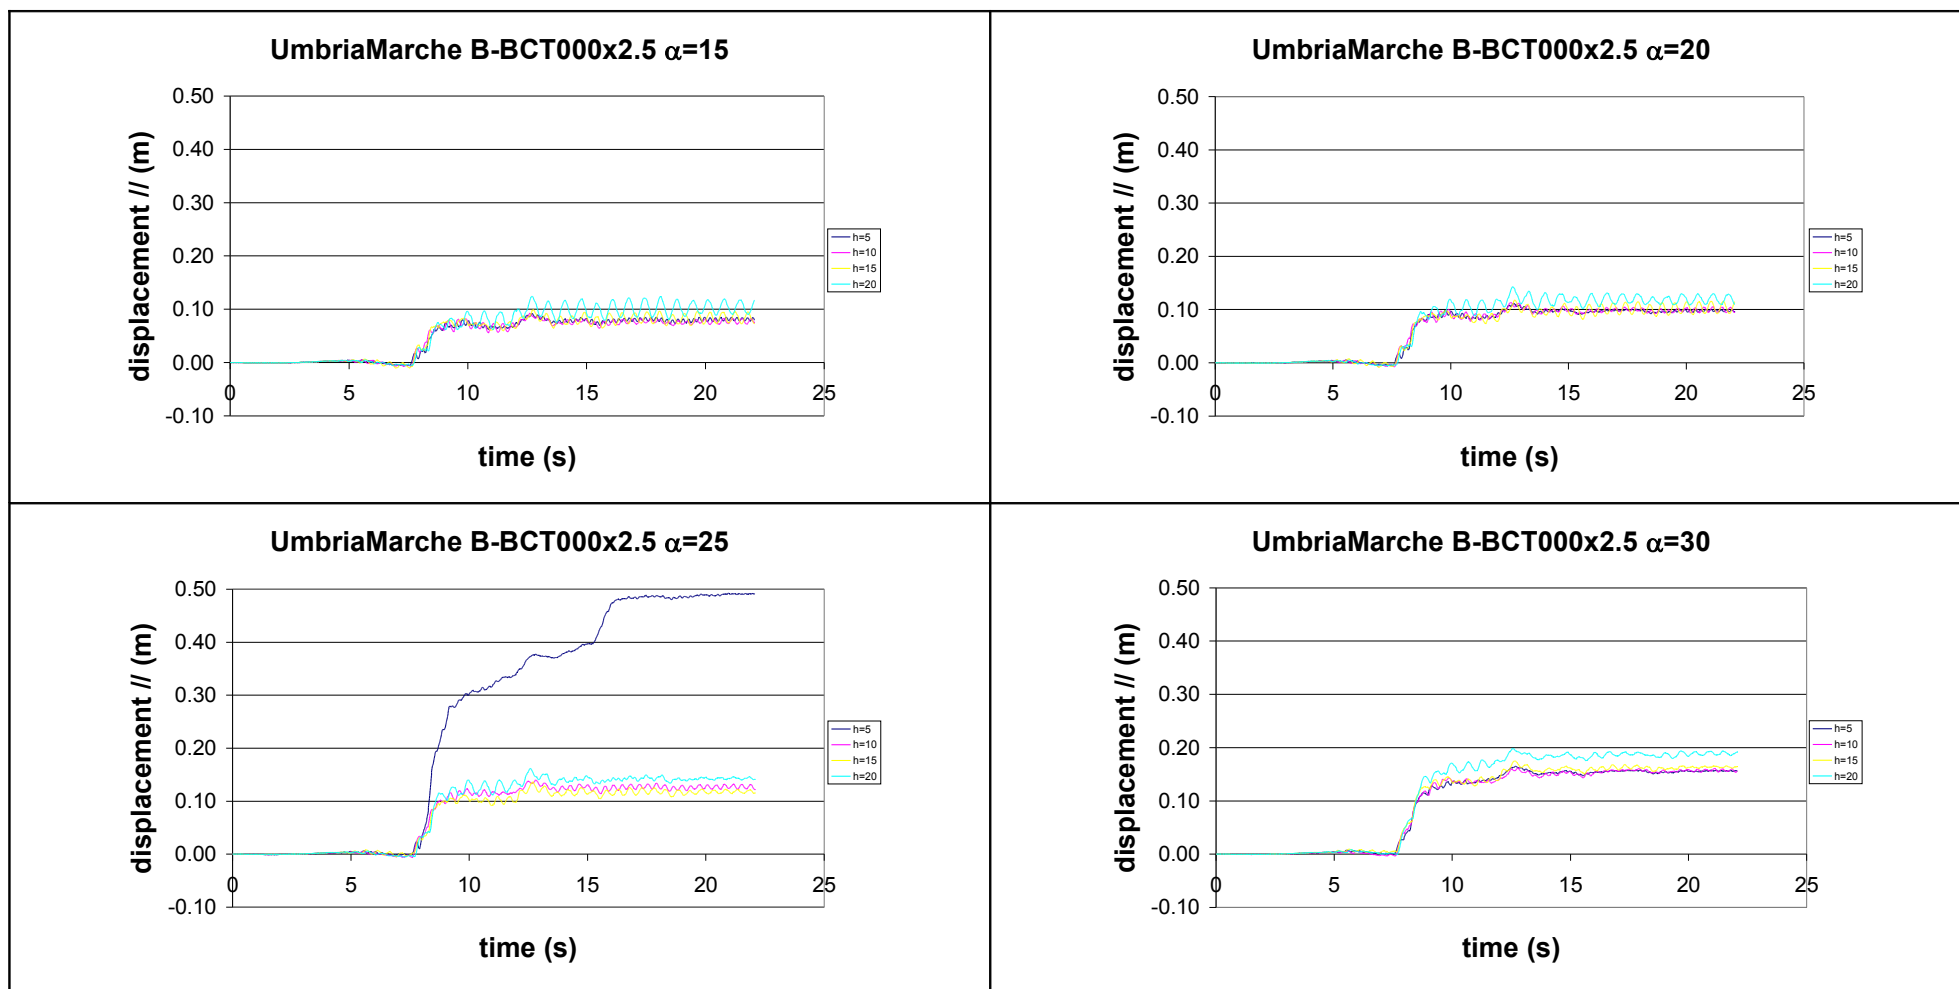 UmbriaMarche B-BCT000x2.5 α=15
0.50
0.40
0.30
0.20
0.10
0.00
-0.10
0 5 10 15 20 25
displacement // (m)
time (s)
h=5
h=10
h=15
h=20
UmbriaMarche B-BCT000x2.5 α=20
0.50
0.40
0.30
0.20
0.10
0.00
-0.10
0 5 10 15 20 25
displacement // (m)
time (s)
h=5
h=10
h=15
h=20
UmbriaMarche B-BCT000x2.5 α=25
0.50
0.40
0.30
0.20
0.10
0.00
-0.10
0 5 10 15 20 25
displacement // (m)
time (s)
h=5
h=10
h=15
h=20
UmbriaMarche B-BCT000x2.5 α=30
0.50
0.40
0.30
0.20
0.10
0.00
-0.10
0 5 10 15 20 25
displacement // (m)
time (s)
h=5
h=10
h=15
h=20